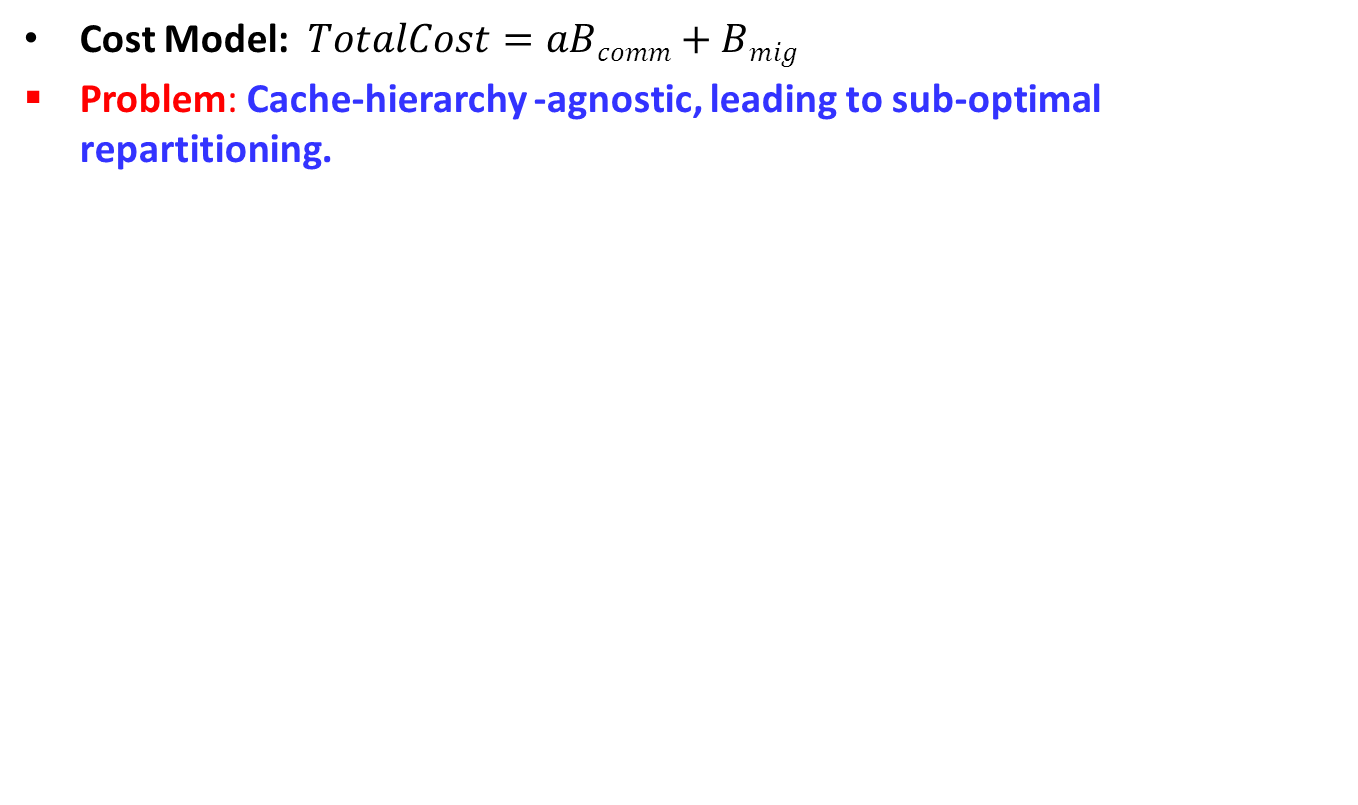 • Cost Model: TotalCost = aB_comm + B_mig
▪ Problem: Cache-hierarchy -agnostic, leading to sub-optimal
repartitioning.